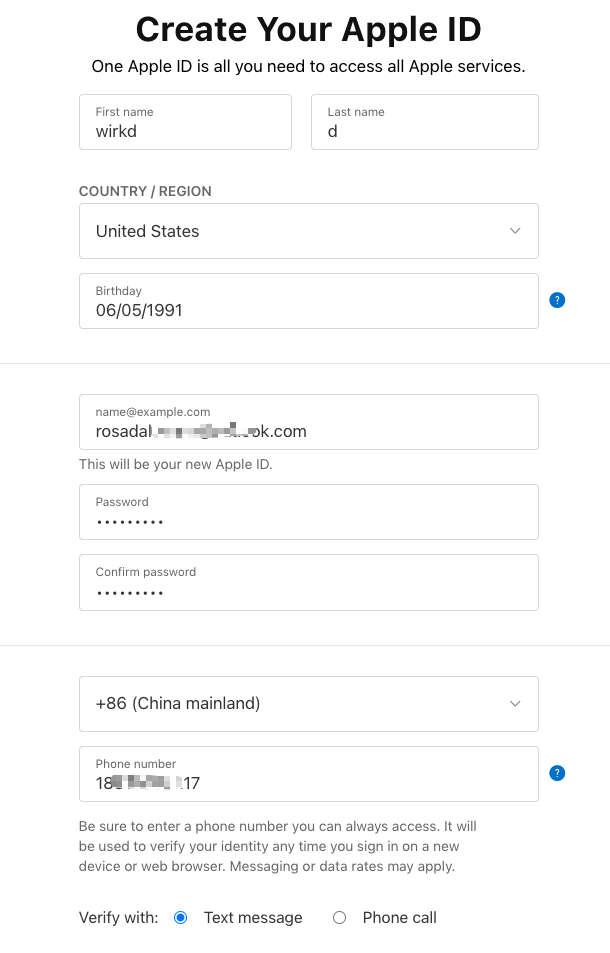 Create Your Apple ID
One Apple ID is all you need to access all Apple services.
First name
wirkd
Last name
d
COUNTRY / REGION
United States
Birthday
06/05/1991
?
name@example.com
rosadal ok.com
This will be your new Apple ID.
Password
•••••••••
Confirm password
•••••••••
+86 (China mainland)
Phone number
18 17
?
Be sure to enter a phone number you can always access. It will
be used to verify your identity any time you sign in on a new
device or web browser. Messaging or data rates may apply.
Verify with: Text message Phone call